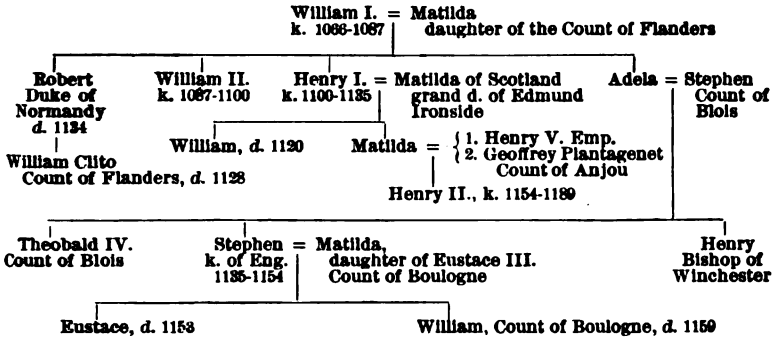 William I. = Matilda
k. 1066-1087 daughter of the Count of Flanders
Robert
Duke of
Normandy
d. 1134
William Clito
Count of Flanders, d. 1128
William II.
k. 1087-1100
Henry I. = Matilda of Scotland
k. 1100-1135 grand d. of Edmund
Ironside
Adela = Stephen
Count of
Blois
William, d. 1120
Matilda = { 1. Henry V. Emp.
2. Geoffrey Plantagenet
Count of Anjou
Henry II., k. 1154-1189
Theobald IV.
Count of Blois
Stephen = Matilda,
k. of Eng. daughter of Eustace III.
1135-1154 Count of Boulogne
Henry
Bishop of
Winchester
Eustace, d. 1153
William, Count of Boulogne, d. 1159